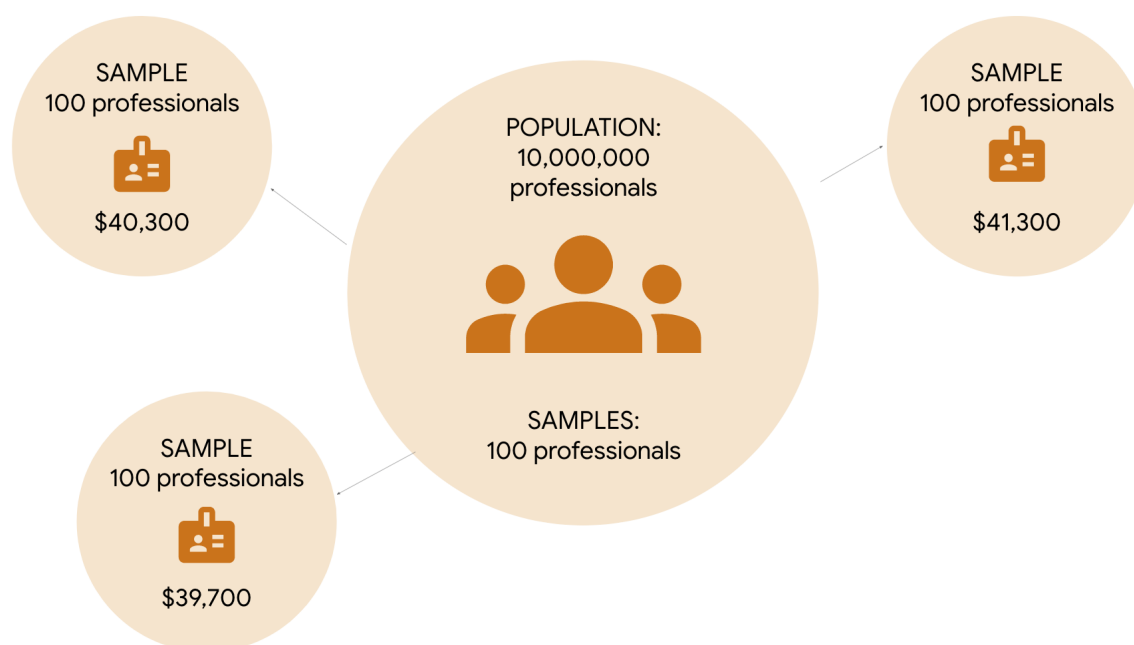 SAMPLE
100 professionals
$40,300
POPULATION:
10,000,000
professionals
SAMPLES:
100 professionals
SAMPLE
100 professionals
$41,300
SAMPLE
100 professionals
$39,700